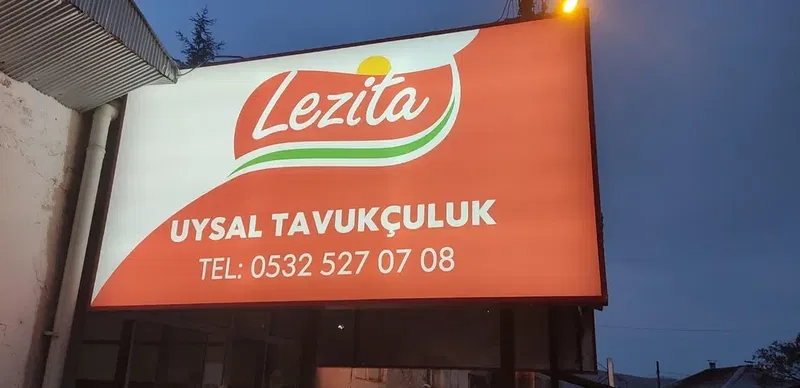 Lezita
UYSAL TAVUKÇULUK
TEL: 0532 527 07 08